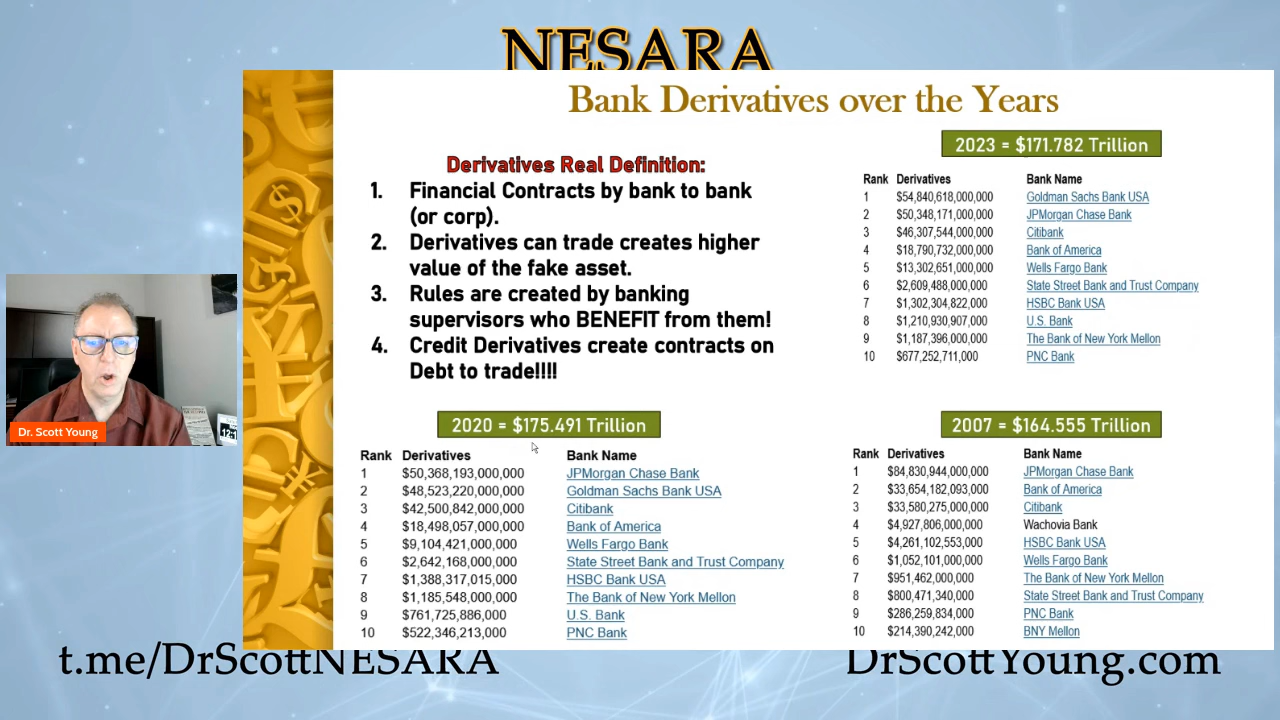 NESARA
Bank Derivatives over the Years
Derivatives Real Definition:
1. Financial Contracts by bank to bank
(or corp).
2. Derivatives can trade creates higher
value of the fake asset.
3. Rules are created by banking
supervisors who BENEFIT from them!
4. Credit Derivatives create contracts on
Debt to trade!!!!
2023 = $171.782 Trillion
Rank Derivatives Bank Name
1 $54,840,618,000,000 Goldman Sachs Bank USA
2 $50,348,171,000,000 JPMorgan Chase Bank
3 $46,307,544,000,000 Citibank
4 $18,790,732,000,000 Bank of America
5 $13,302,651,000,000 Wells Fargo Bank
6 $2,609,488,000,000 State Street Bank and Trust Company
7 $1,302,304,822,000 HSBC Bank USA
8 $1,210,930,907,000 U.S. Bank
9 $1,187,396,000,000 The Bank of New York Mellon
10 $677,252,711,000 PNC Bank
Dr. Scott Young
2020 = $175.491 Trillion
Rank Derivatives Bank Name
1 $50,368,193,000,000 JPMorgan Chase Bank
2 $48,523,220,000,000 Goldman Sachs Bank USA
3 $42,500,842,000,000 Citibank
4 $18,498,057,000,000 Bank of America
5 $9,104,421,000,000 Wells Fargo Bank
6 $2,642,168,000,000 State Street Bank and Trust Company
7 $1,388,317,015,000 HSBC Bank USA
8 $1,185,548,000,000 The Bank of New York Mellon
9 $761,725,886,000 U.S. Bank
10 $522,346,213,000 PNC Bank
2007 = $164.555 Trillion
Rank Derivatives Bank Name
1 $84,830,944,000,000 JPMorgan Chase Bank
2 $33,654,182,093,000 Bank of America
3 $33,580,275,000,000 Citibank
4 $4,927,806,000,000 Wachovia Bank
5 $4,261,102,553,000 HSBC Bank USA
6 $1,052,101,000,000 Wells Fargo Bank
7 $951,462,000,000 The Bank of New York Mellon
8 $800,471,340,000 State Street Bank and Trust Company
9 $286,259,834,000 PNC Bank
10 $214,390,242,000 BNY Mellon
t.me/DrScottNESARA
DrScottYoung.com